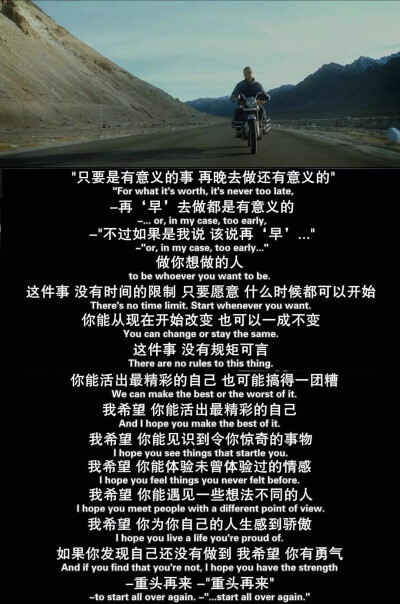 "只要是有意义的事 再晚去做还有意义的"
"For what it's worth, it's never too late,
–再‘早’去做都是有意义的
–... or, in my case, too early,
–"不过如果是我说 该说再‘早’..."
–"or, in my case, too early..."
做你想做的人
to be whoever you want to be.
这件事 没有时间的限制 只要愿意 什么时候都可以开始
There's no time limit. Start whenever you want.
你能从现在开始改变 也可以一成不变
You can change or stay the same.
这件事 没有规矩可言
There are no rules to this thing.
你能活出最精彩的自己 也可能搞得一团糟
We can make the best or the worst of it.
我希望 你能活出最精彩的自己
And I hope you make the best of it.
我希望 你能见识到令你惊奇的事物
I hope you see things that startle you.
我希望 你能体验未曾体验过的情感
I hope you feel things you never felt before.
我希望 你能遇见一些想法不同的人
I hope you meet people with a different point of view.
我希望 你为你自己的人生感到骄傲
I hope you live a life you're proud of.
如果你发现自己还没有做到 我希望 你有勇气
And if you find that you're not, I hope you have the strength
–重头再来 –"重头再来"
–to start all over again. –"...start all over again."